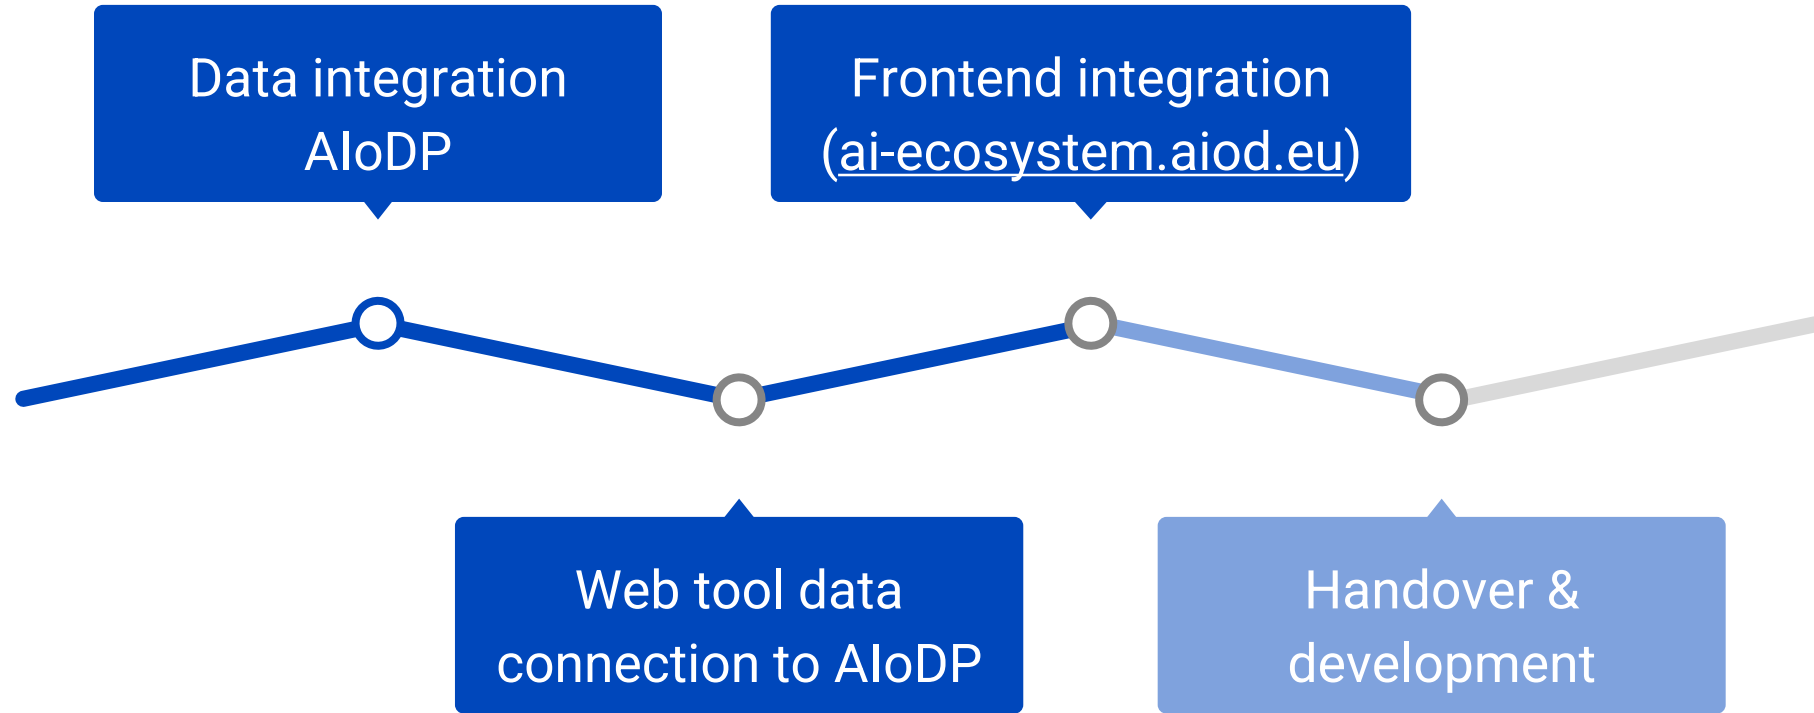 Data integration
AIoDP
Frontend integration
(ai-ecosystem.aiod.eu)
Web tool data
connection to AIoDP
Handover &
development